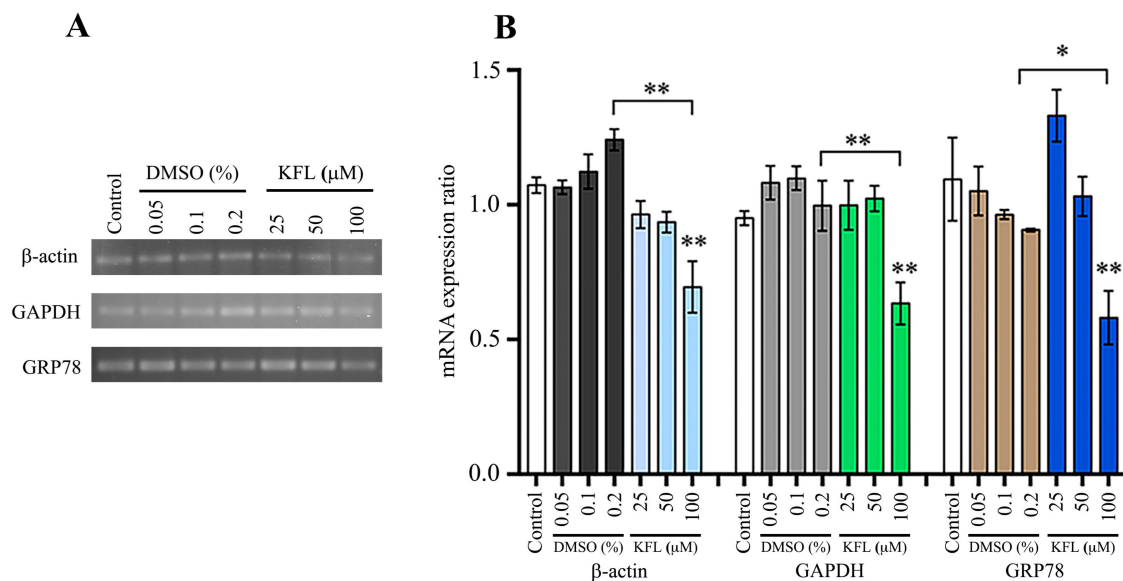 A
DMSO (%)
KFL (μM)
Control
0.05
0.1
0.2
25
50
100
β-actin
GAPDH
GRP78
B
mRNA expression ratio
1.5
1.0
0.5
0.0
**
**
**
**
*
**
Control
0.05
0.1
0.2
25
50
100
Control
0.05
0.1
0.2
25
50
100
Control
0.05
0.1
0.2
25
50
100
DMSO (%)
KFL (μM)
DMSO (%)
KFL (μM)
DMSO (%)
KFL (μM)
β-actin
GAPDH
GRP78